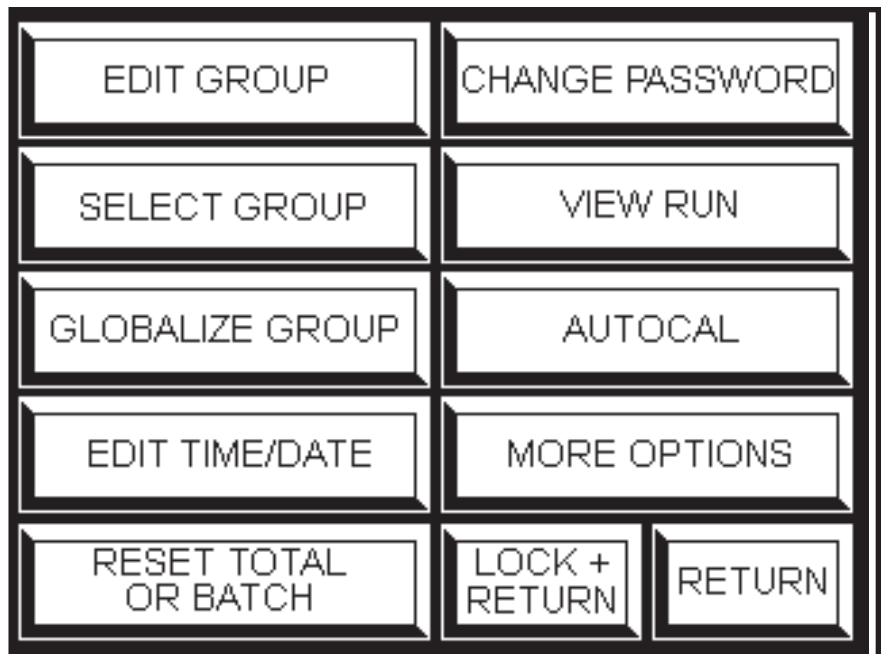 EDIT GROUP
CHANGE PASSWORD
SELECT GROUP
VIEW RUN
GLOBALIZE GROUP
AUTOCAL
EDIT TIME/DATE
MORE OPTIONS
RESET TOTAL
OR BATCH
LOCK +
RETURN
RETURN